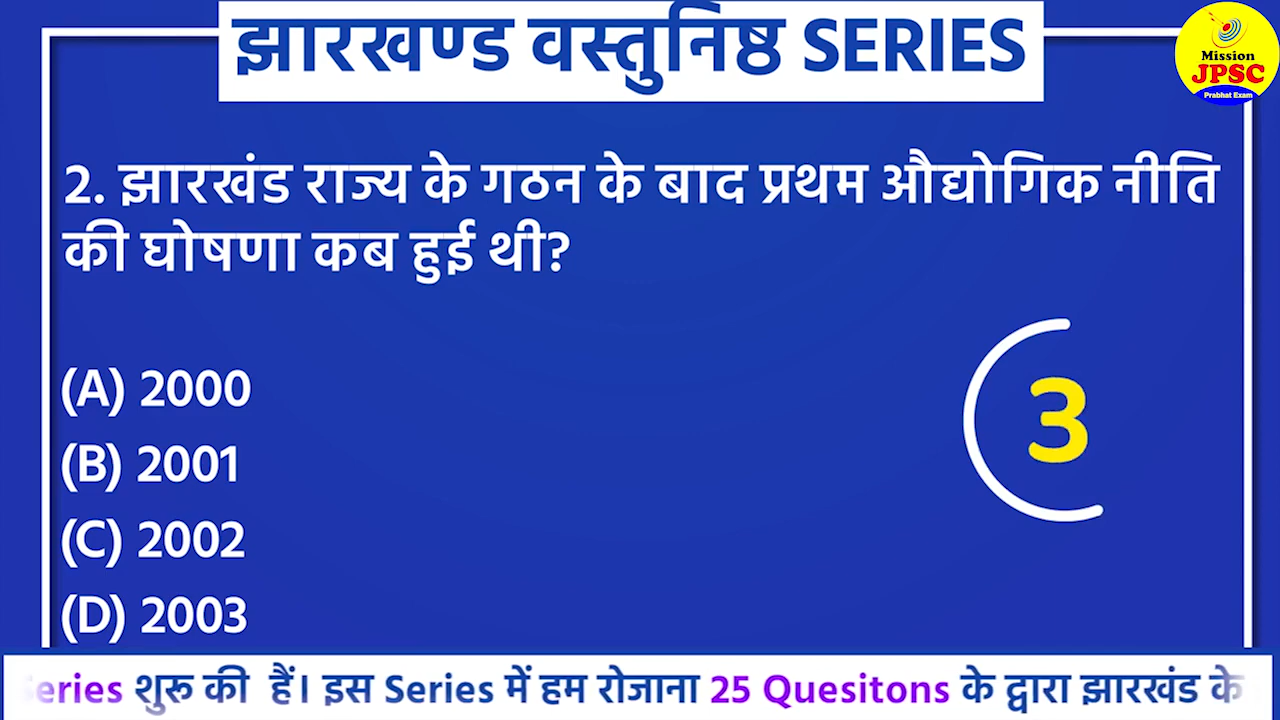 झारखण्ड वस्तुनिष्ठ SERIES
Mission
JPSC
Prabhat Exam
2. झारखंड राज्य के गठन के बाद प्रथम औद्योगिक नीति
की घोषणा कब हुई थी?
(A) 2000
(B) 2001
(C) 2002
(D) 2003
3
eries शुरू की हैं। इस Series में हम रोजाना 25 Quesitons के द्वारा झारखंड के